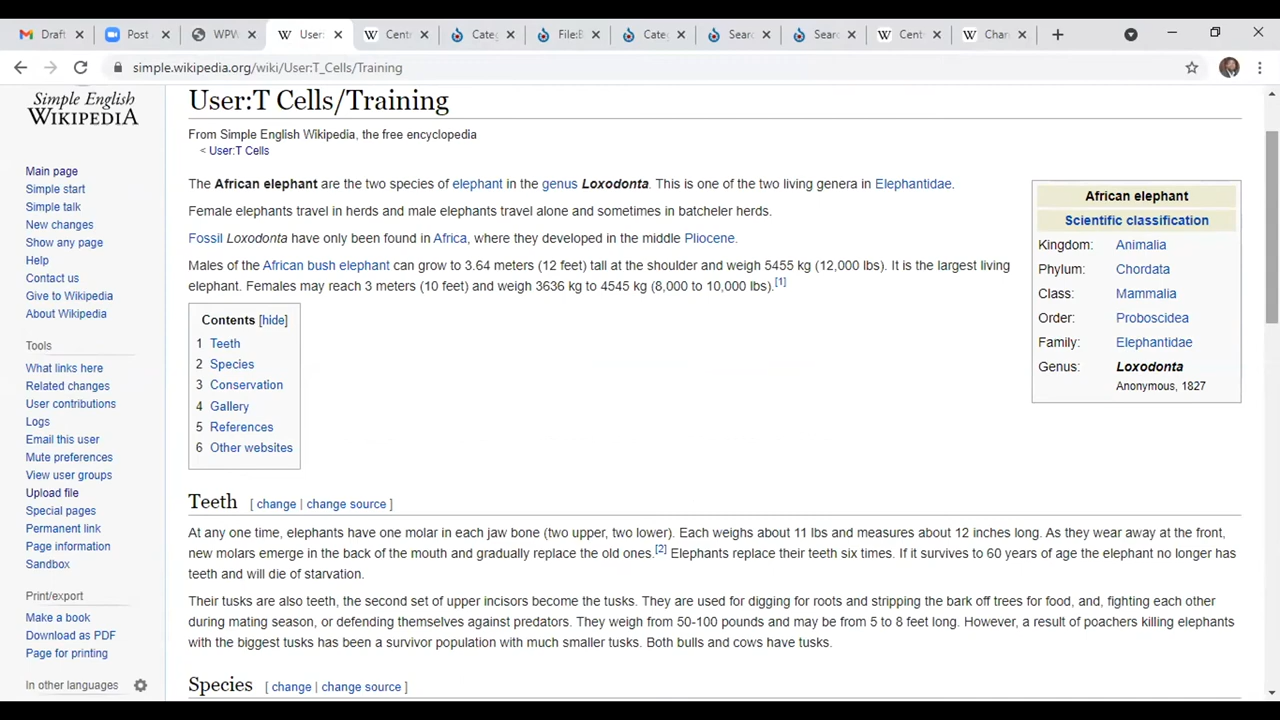 Draft
Post
WPW
User:
Centr
Categ
File:B
Categ
Searc
Searc
Cent
Chan
simple.wikipedia.org/wiki/User:T_Cells/Training
Simple English
WIKIPEDIA
Main page
Simple start
Simple talk
New changes
Show any page
Help
Contact us
Give to Wikipedia
About Wikipedia
Tools
What links here
Related changes
User contributions
Logs
Email this user
Mute preferences
View user groups
Upload file
Special pages
Permanent link
Page information
Sandbox
Print/export
Make a book
Download as PDF
Page for printing
In other languages
User:T Cells/Training
From Simple English Wikipedia, the free encyclopedia
< User:T Cells
The African elephant are the two species of elephant in the genus Loxodonta. This is one of the two living genera in Elephantidae.
Female elephants travel in herds and male elephants travel alone and sometimes in batcheler herds.
Fossil Loxodonta have only been found in Africa, where they developed in the middle Pliocene.
Males of the African bush elephant can grow to 3.64 meters (12 feet) tall at the shoulder and weigh 5455 kg (12,000 lbs). It is the largest living
elephant. Females may reach 3 meters (10 feet) and weigh 3636 kg to 4545 kg (8,000 to 10,000 lbs).[1]
African elephant
Scientific classification
Kingdom: Animalia
Phylum: Chordata
Class: Mammalia
Order: Proboscidea
Family: Elephantidae
Genus: Loxodonta
Anonymous, 1827
Contents [hide]
1 Teeth
2 Species
3 Conservation
4 Gallery
5 References
6 Other websites
Teeth [ change | change source ]
At any one time, elephants have one molar in each jaw bone (two upper, two lower). Each weighs about 11 lbs and measures about 12 inches long. As they wear away at the front,
new molars emerge in the back of the mouth and gradually replace the old ones.[2] Elephants replace their teeth six times. If it survives to 60 years of age the elephant no longer has
teeth and will die of starvation.
Their tusks are also teeth, the second set of upper incisors become the tusks. They are used for digging for roots and stripping the bark off trees for food, and, fighting each other
during mating season, or defending themselves against predators. They weigh from 50-100 pounds and may be from 5 to 8 feet long. However, a result of poachers killing elephants
with the biggest tusks has been a survivor population with much smaller tusks. Both bulls and cows have tusks.
Species [ change | change source ]